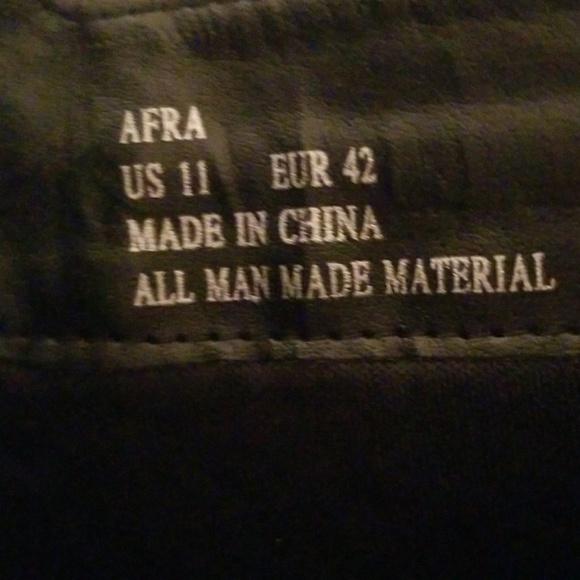 AFRA
US 11 EUR 42
MADE IN CHINA
ALL MAN MADE MATERIAL